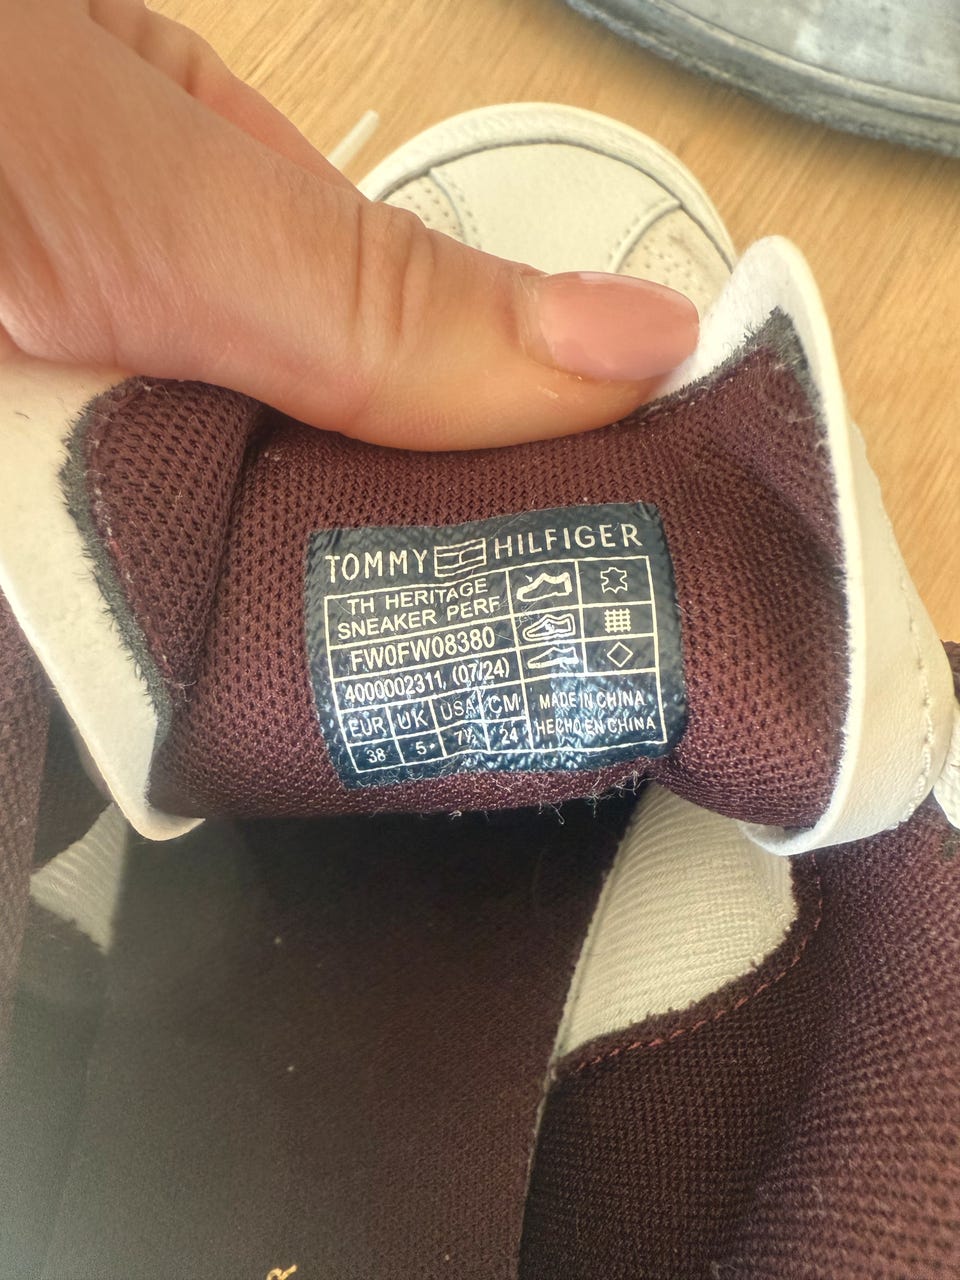 TOMMY HILFIGER
TH HERITAGE
SNEAKER PERF
FW0FW08380
4000002311, (07/24)
EUR UK USA CM
38 5 7½ 24
MADE IN CHINA
HECHO EN CHINA